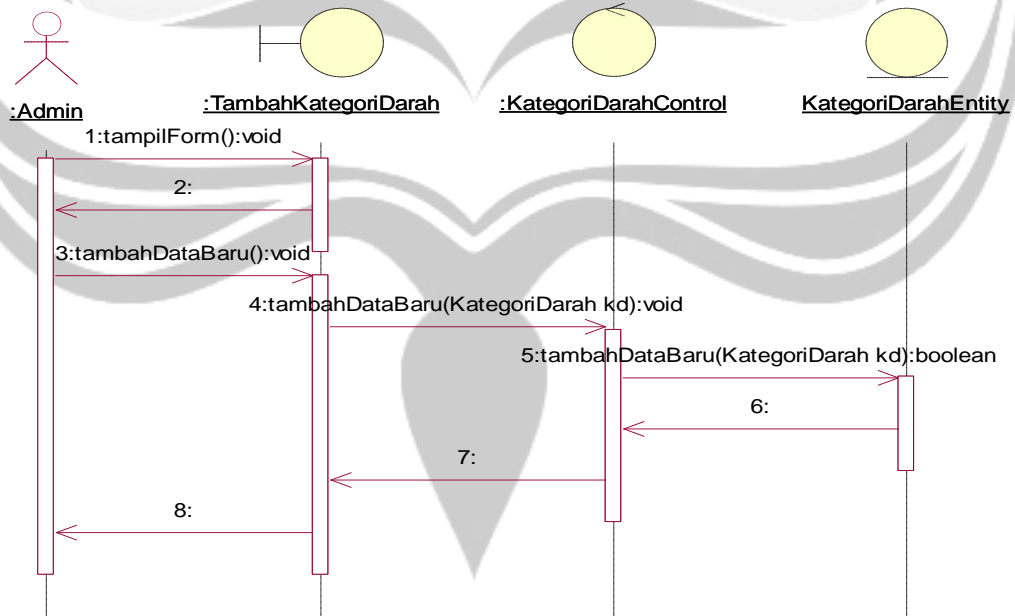 :Admin
:TambahKategoriDarah
:KategoriDarahControl
KategoriDarahEntity
1:tampilForm():void
2:
3:tambahDataBaru():void
4:tambahDataBaru(KategoriDarah kd):void
5:tambahDataBaru(KategoriDarah kd):boolean
6:
7:
8: